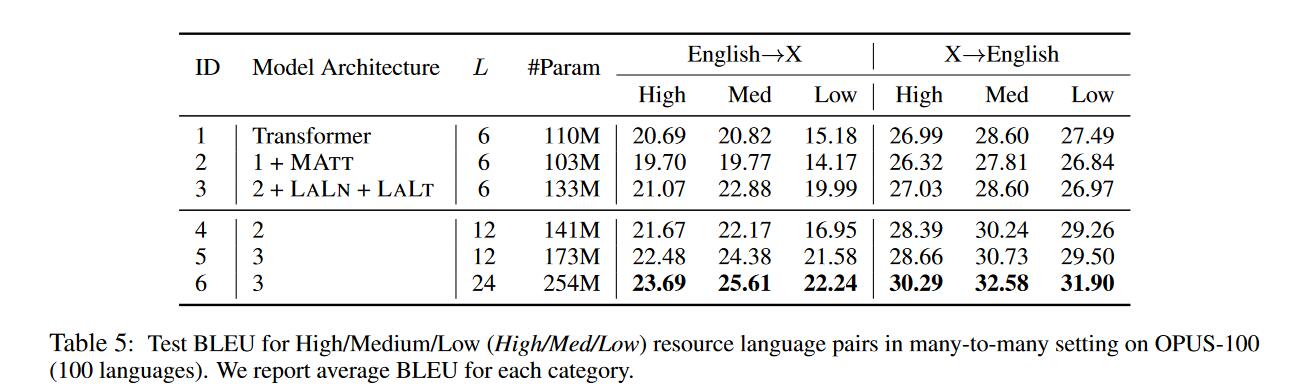 ID Model Architecture L #Param English→X X→English
High Med Low High Med Low
1 Transformer 6 110M 20.69 20.82 15.18 26.99 28.60 27.49
2 1 + MATT 6 103M 19.70 19.77 14.17 26.32 27.81 26.84
3 2 + LALN + LALT 6 133M 21.07 22.88 19.99 27.03 28.60 26.97
4 2 12 141M 21.67 22.17 16.95 28.39 30.24 29.26
5 3 12 173M 22.48 24.38 21.58 28.66 30.73 29.50
6 3 24 254M 23.69 25.61 22.24 30.29 32.58 31.90
Table 5: Test BLEU for High/Medium/Low (High/Med/Low) resource language pairs in many-to-many setting on OPUS-100
(100 languages). We report average BLEU for each category.